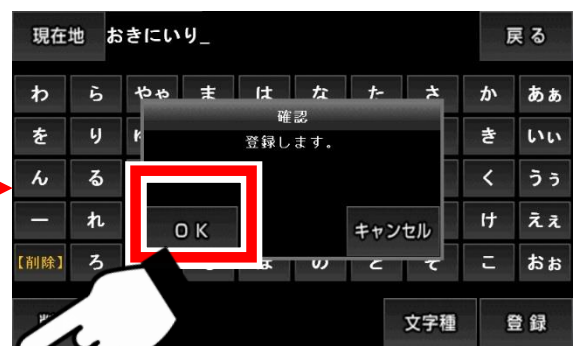 現在地 おきにいり_ 戻る
わ ら やゃ ま は な た さ か あぁ
確認
を り 登録します。 き いぃ
ん る く うぅ
ー れ OK キャンセル け えぇ
【削除】 ろ の と そ こ おぉ
文字種 登録